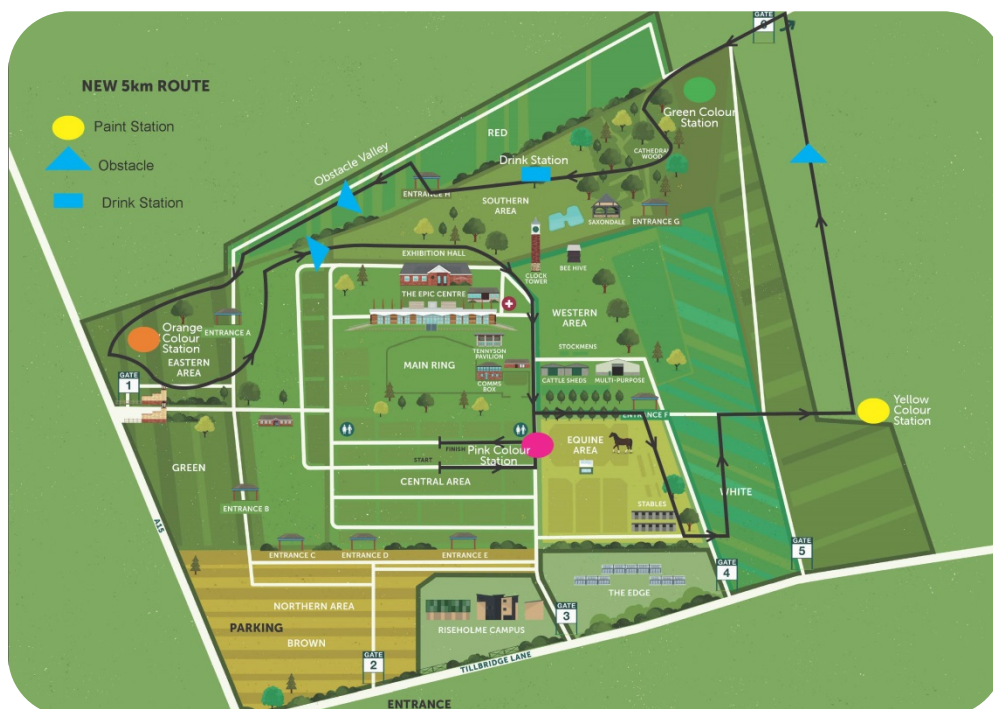 NEW 5km ROUTE
Paint Station
Obstacle
Drink Station
GATE
6
Green Colour
Station
RED
Obstacle Valley
Drink Station
CATHEDRAL
WOOD
ENTRANCE H
SOUTHERN
AREA
SAXONDALE
ENTRANCE G
EXHIBITION HALL
CLOCK
TOWER
BEE HIVE
THE EPIC CENTRE
WESTERN
AREA
ENTRANCE A
Orange
Colour
Station
EASTERN
AREA
STOCKMENS
TENNYSON
PAVILION
MAIN RING
COMMS
BOX
CATTLE SHEDS
MULTI-PURPOSE
GATE
1
ENTRANCE F
Yellow
Colour
Station
FINISH
Pink Colour
Station
EQUINE
AREA
START
CENTRAL AREA
GREEN
WHITE
ENTRANCE B
STABLES
A15
ENTRANCE C
ENTRANCE D
ENTRANCE E
GATE
5
GATE
4
THE EDGE
NORTHERN
AREA
GATE
3
RISEHOLME CAMPUS
PARKING
BROWN
GATE
2
TILLBRIDGE LANE
ENTRANCE